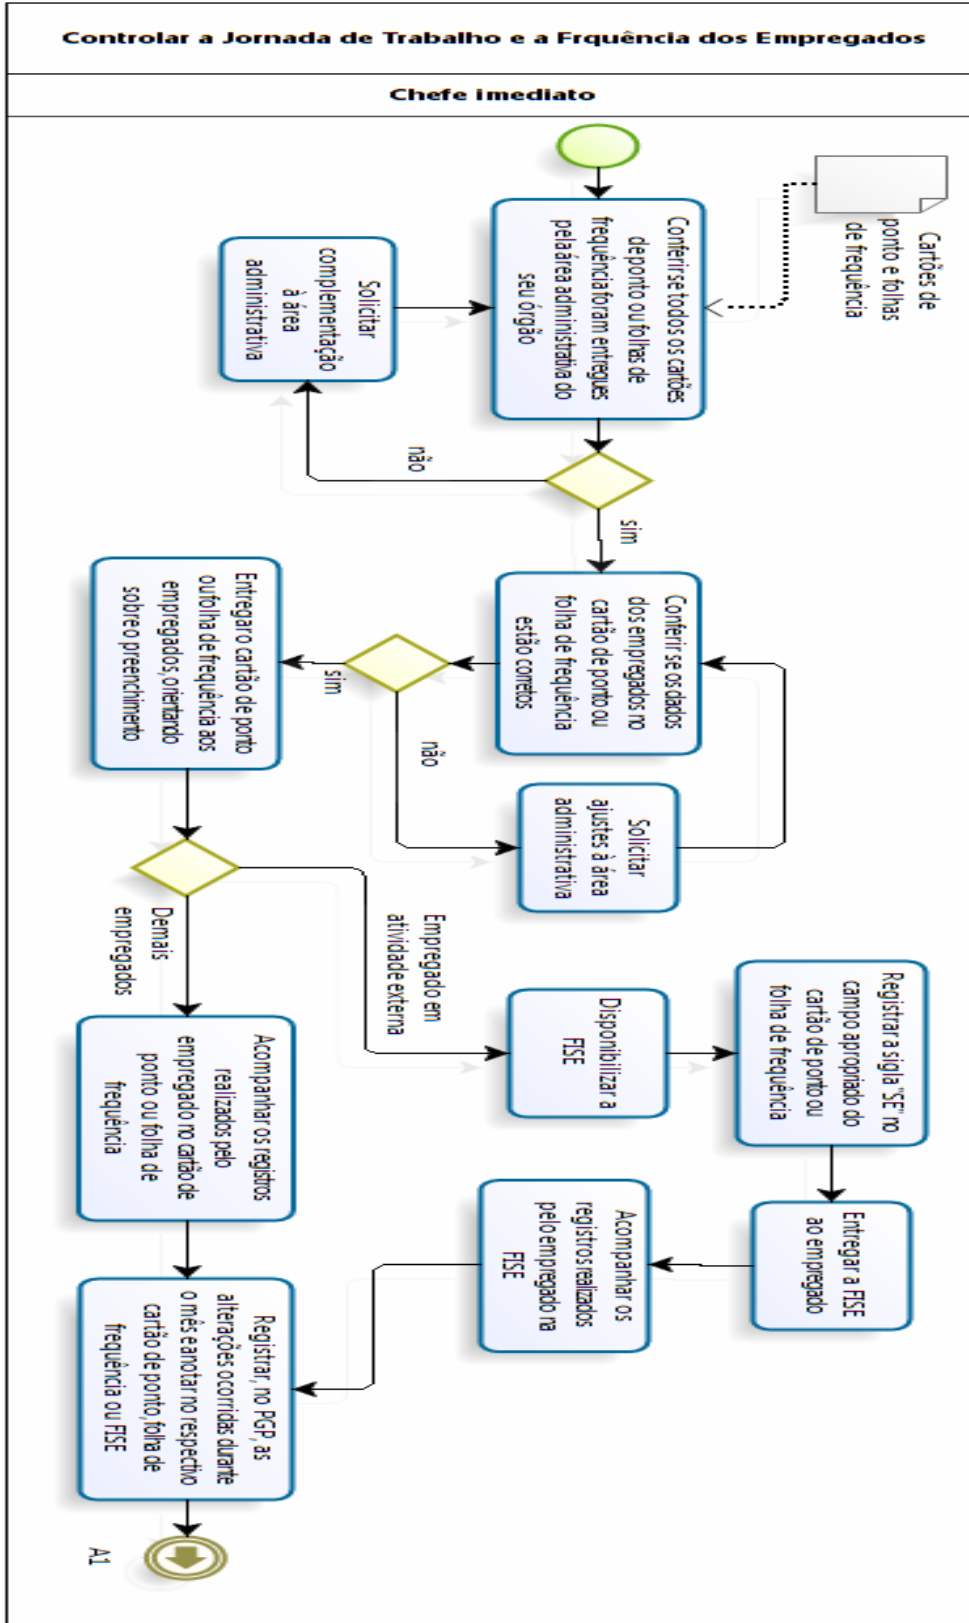 Controlar a Jornada de Trabalho e a Frquência dos Empregados
Chefe imediato
Cartões de
ponto e folhas
de frequência
Conferir se todos os cartões
de ponto ou folhas de
frequência foram entregues
pela área administrativa do
seu órgão
Solicitar
complementação
à área
administrativa
não
sim
Conferir se os dados
dos empregados no
cartão de ponto ou
folha de frequência
estão corretos
não
Solicitar
ajustes à área
administrativa
sim
Entregar o cartão de ponto
ou folha de frequência aos
empregados, orientando
sobre o preenchimento
Empregado em
atividade externa
Demais
empregados
Disponibilizar a
FISE
Registrar a sigla "SE" no
campo apropriado do
cartão de ponto ou
folha de frequência
Entregar a FISE
ao empregado
Acompanhar os
registros realizados
pelo empregado na
FISE
Acompanhar os registros
realizados pelo
empregado no cartão de
ponto ou folha de
frequência
Registrar, no PGP, as
alterações ocorridas durante
o mês e anotar no respectivo
cartão de ponto, folha de
frequência ou FISE
A1